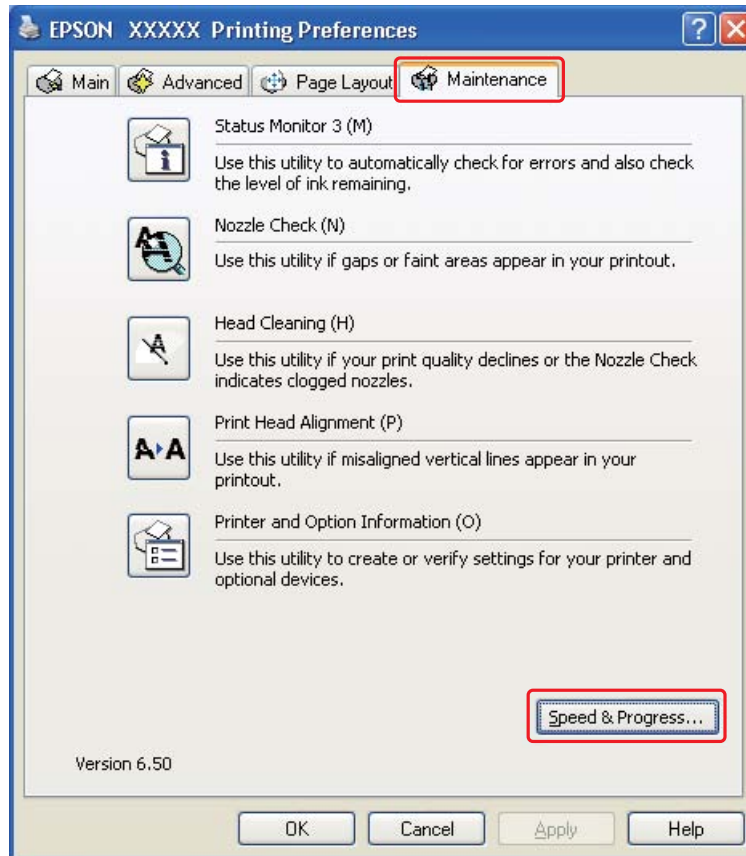 EPSON XXXXX Printing Preferences
Main
Advanced
Page Layout
Maintenance
Status Monitor 3 (M)
Use this utility to automatically check for errors and also check
the level of ink remaining.
Nozzle Check (N)
Use this utility if gaps or faint areas appear in your printout.
Head Cleaning (H)
Use this utility if your print quality declines or the Nozzle Check
indicates clogged nozzles.
Print Head Alignment (P)
Use this utility if misaligned vertical lines appear in your
printout.
Printer and Option Information (O)
Use this utility to create or verify settings for your printer and
optional devices.
Speed & Progress...
Version 6.50
OK
Cancel
Apply
Help